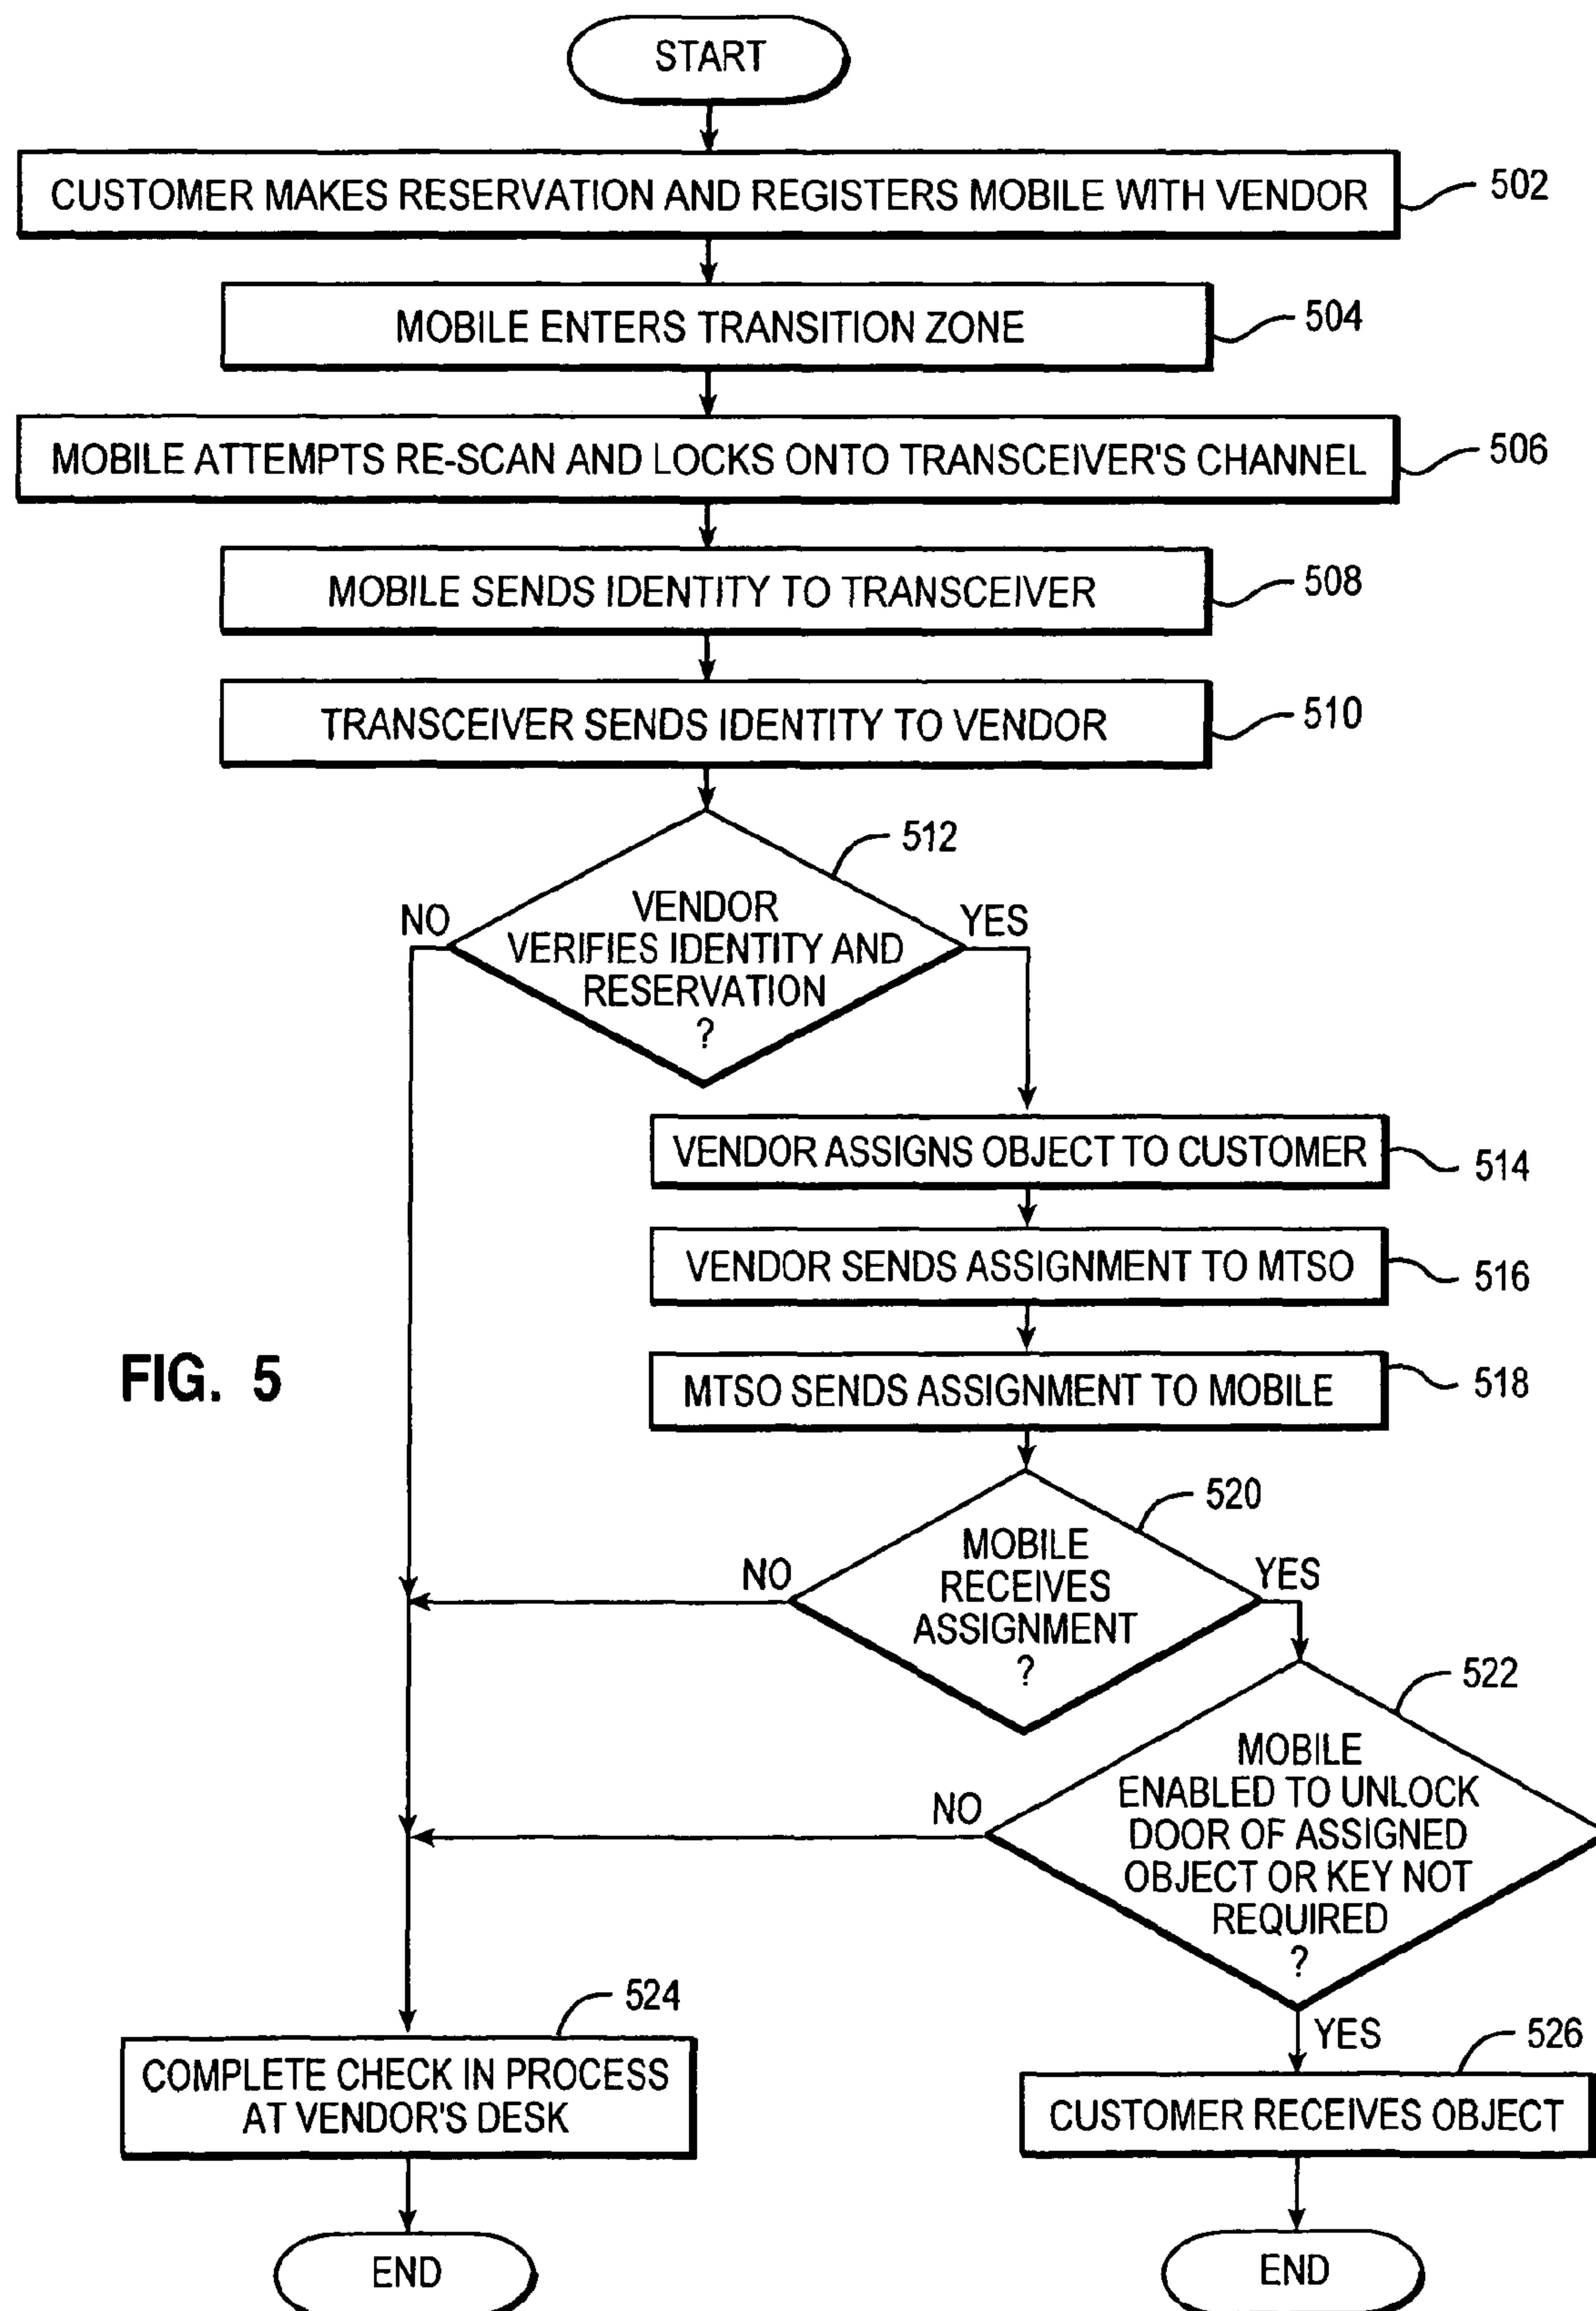 START
CUSTOMER MAKES RESERVATION AND REGISTERS MOBILE WITH VENDOR
502
MOBILE ENTERS TRANSITION ZONE
504
MOBILE ATTEMPTS RE-SCAN AND LOCKS ONTO TRANSCEIVER'S CHANNEL
506
MOBILE SENDS IDENTITY TO TRANSCEIVER
508
TRANSCEIVER SENDS IDENTITY TO VENDOR
510
512
NO
VENDOR
VERIFIES IDENTITY AND
RESERVATION
?
YES
VENDOR ASSIGNS OBJECT TO CUSTOMER
514
VENDOR SENDS ASSIGNMENT TO MTSO
516
FIG. 5
MTSO SENDS ASSIGNMENT TO MOBILE
518
520
NO
MOBILE
RECEIVES
ASSIGNMENT
?
YES
522
NO
MOBILE
ENABLED TO UNLOCK
DOOR OF ASSIGNED
OBJECT OR KEY NOT
REQUIRED
?
YES
524
COMPLETE CHECK IN PROCESS
AT VENDOR'S DESK
526
CUSTOMER RECEIVES OBJECT
END
END